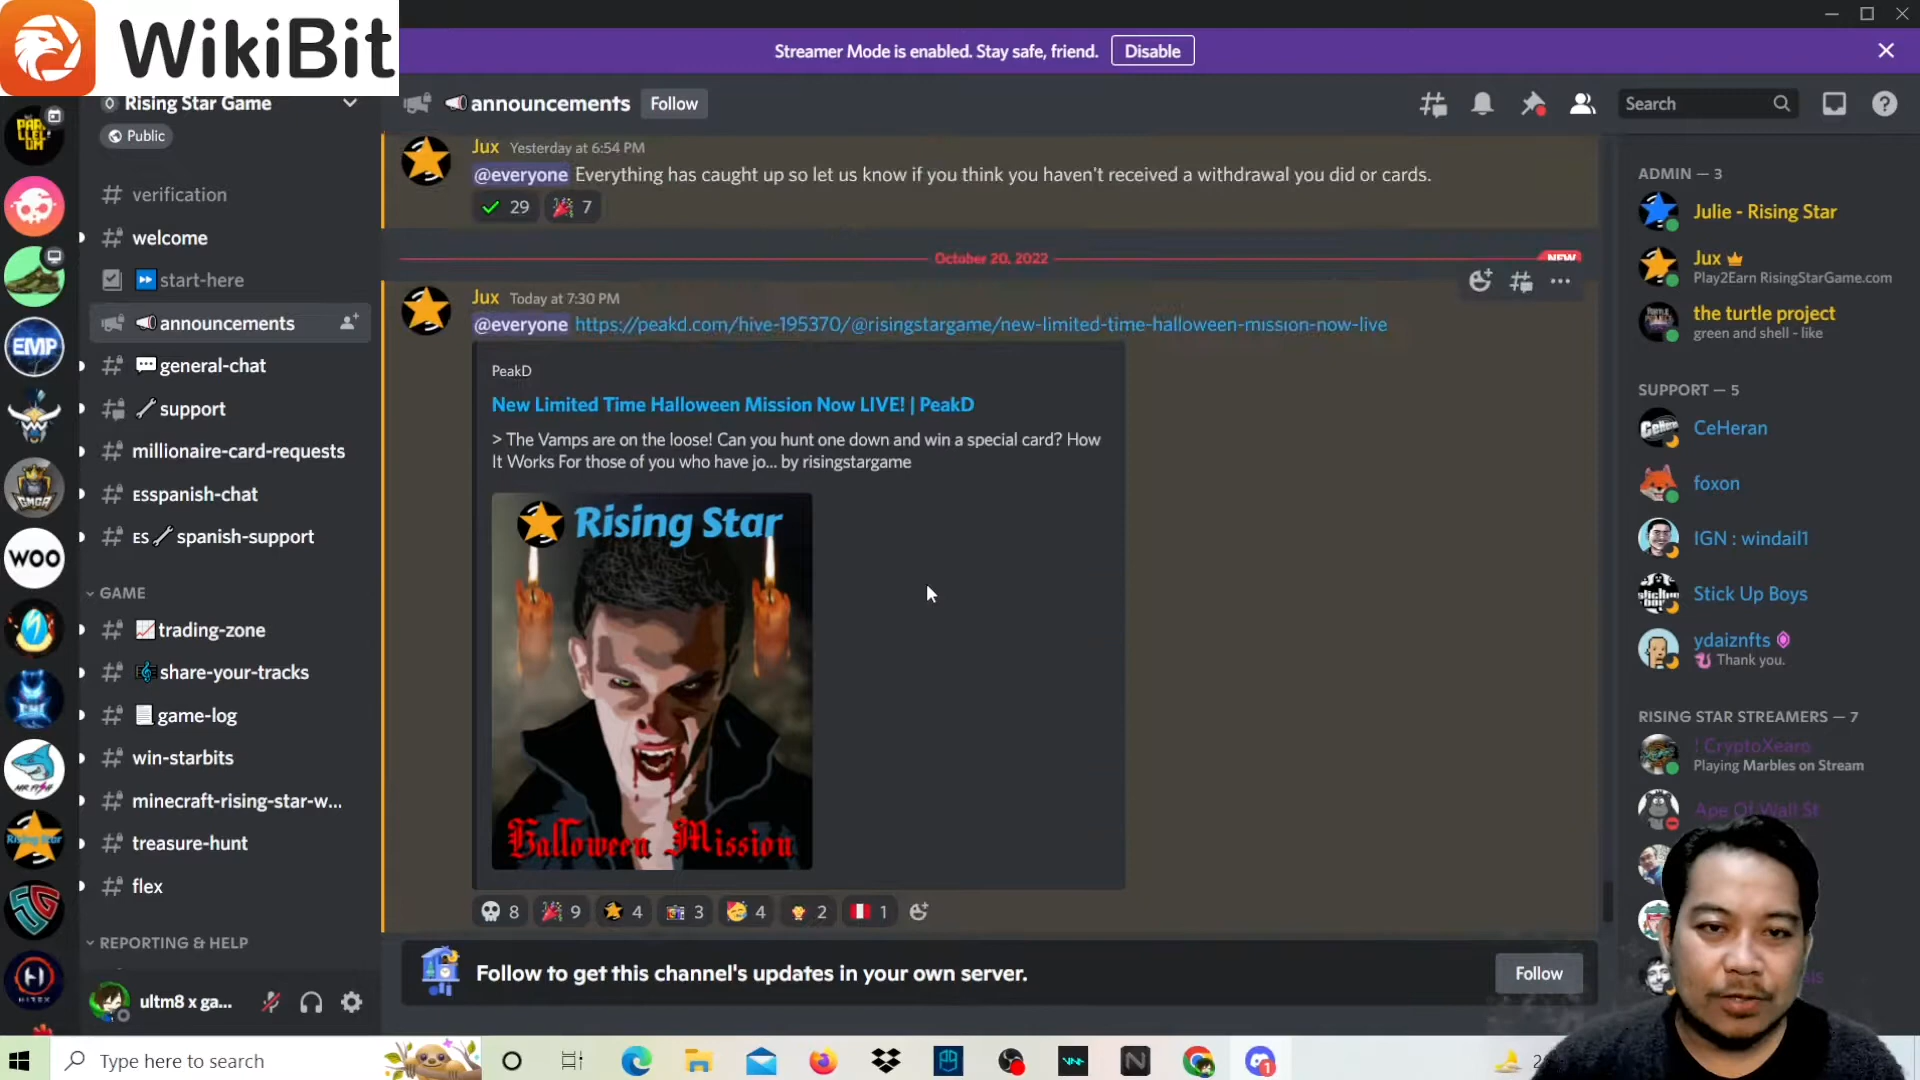 WikiBit
Streamer Mode is enabled. Stay safe, friend.
Disable
Rising Star Game
Public
verification
welcome
start-here
announcements
general-chat
support
millionaire-card-requests
ESspanish-chat
ES spanish-support
GAME
trading-zone
share-your-tracks
game-log
win-starbits
minecraft-rising-star-w...
treasure-hunt
flex
REPORTING & HELP
ultm8 x ga...
EMP
GMGR
WOO
announcements
Follow
Search
Jux Yesterday at 6:54 PM
@everyone Everything has caught up so let us know if you think you haven't received a withdrawal you did or cards.
29
7
October 20, 2022
NEW
Jux Today at 7:30 PM
@everyone https://peakd.com/hive-195370/@risingstargame/new-limited-time-halloween-mission-now-live
PeakD
New Limited Time Halloween Mission Now LIVE! | PeakD
> The Vamps are on the loose! Can you hunt one down and win a special card? How
It Works For those of you who have jo... by risingstargame
Rising Star
Halloween Mission
8
9
4
3
4
2
1
Follow to get this channel's updates in your own server.
Follow
ADMIN — 3
Julie - Rising Star
Jux
Play2Earn RisingStarGame.com
the turtle project
green and shell - like
SUPPORT — 5
CeHeran
foxon
IGN : windail1
Stick Up Boys
ydaiznfts
Thank you.
RISING STAR STREAMERS — 7
! CryptoXearo
Playing Marbles on Stream
Ape Of Wall St
Type here to search